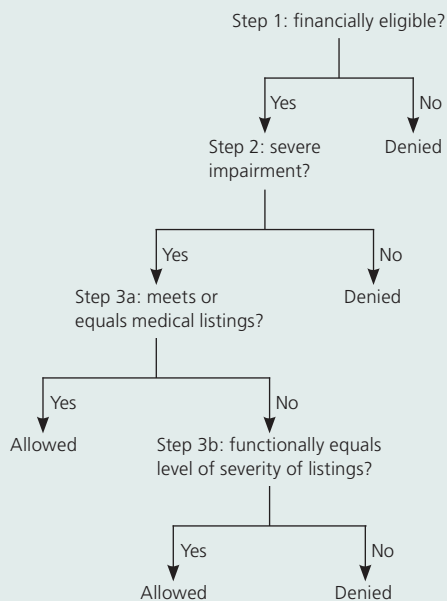 Step 1: financially eligible?
Yes
No
Step 2: severe
impairment?
Denied
Yes
No
Step 3a: meets or
equals medical listings?
Denied
Yes
No
Allowed
Step 3b: functionally equals
level of severity of listings?
Yes
No
Allowed
Denied